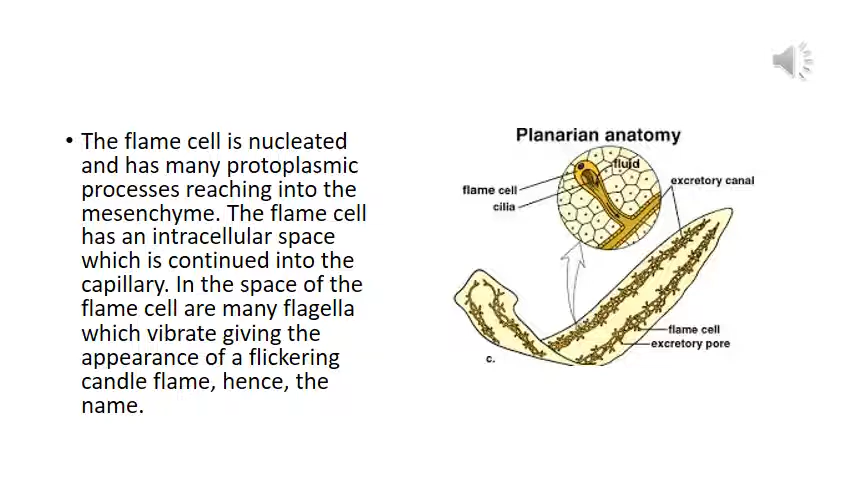 • The flame cell is nucleated
and has many protoplasmic
processes reaching into the
mesenchyme. The flame cell
has an intracellular space
which is continued into the
capillary. In the space of the
flame cell are many flagella
which vibrate giving the
appearance of a flickering
candle flame, hence, the
name.
Planarian anatomy
fluid
excretory canal
flame cell
cilia
flame cell
excretory pore
c.